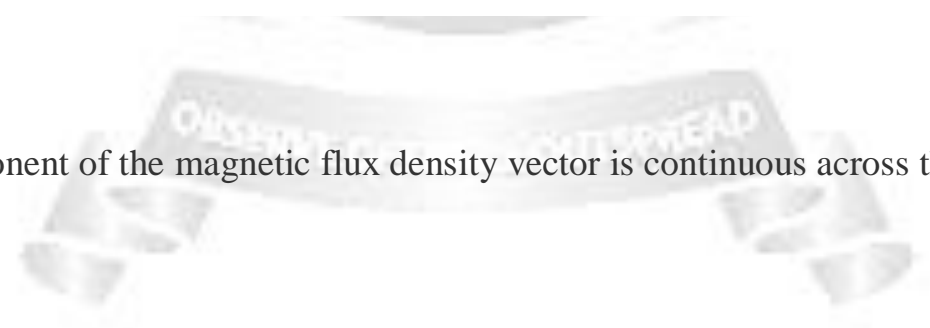 onent of the magnetic flux density vector is continuous across t